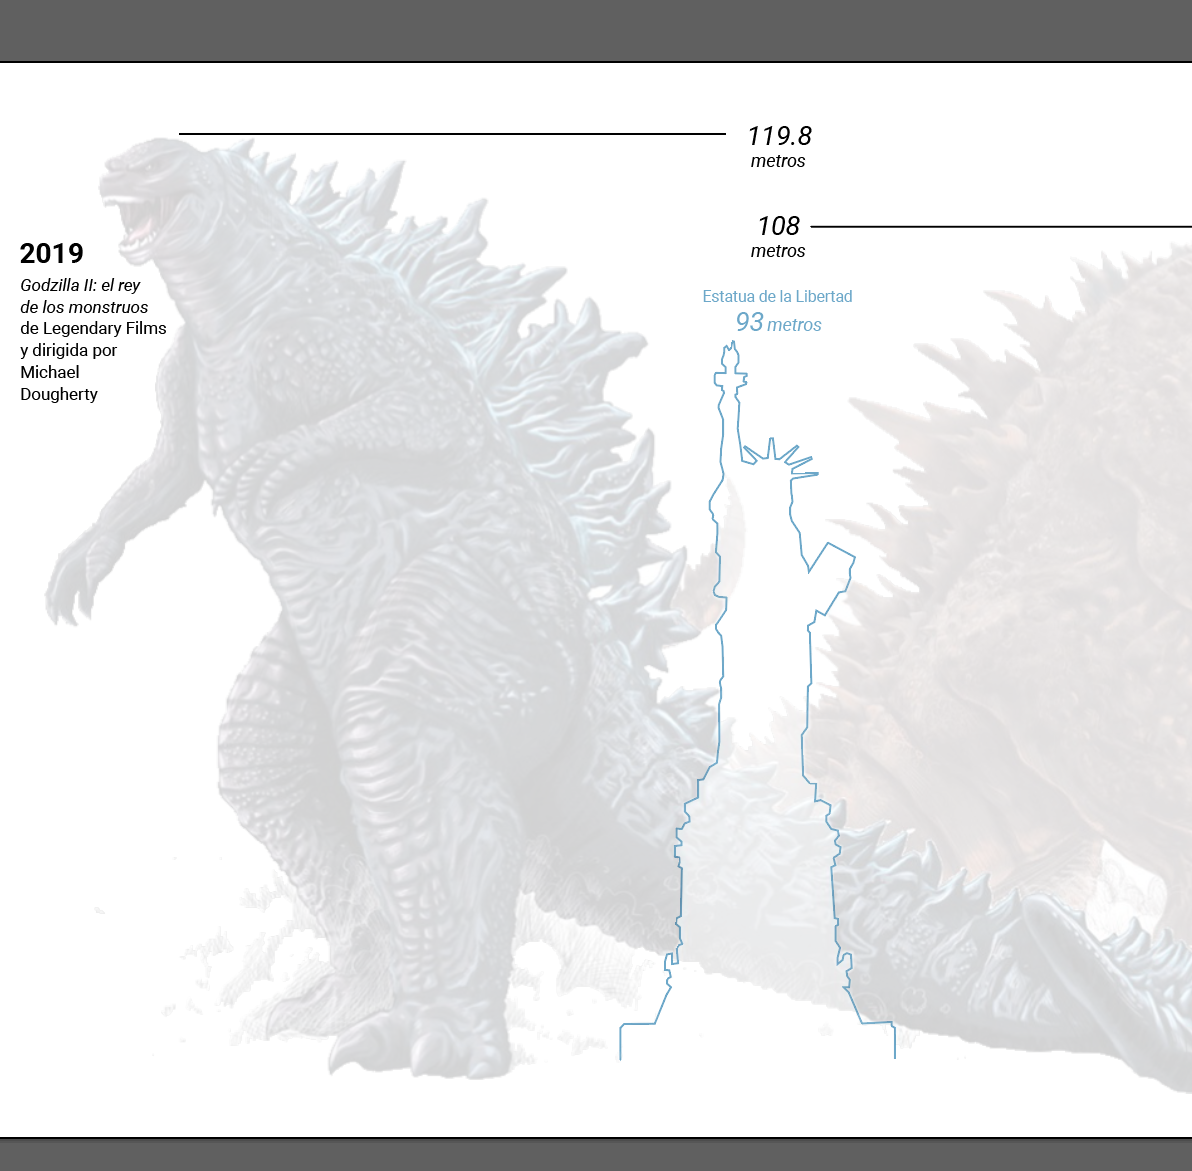 119.8
metros
108
metros
2019
Godzilla II: el rey
de los monstruos
de Legendary Films
y dirigida por
Michael
Dougherty
Estatua de la Libertad
93 metros